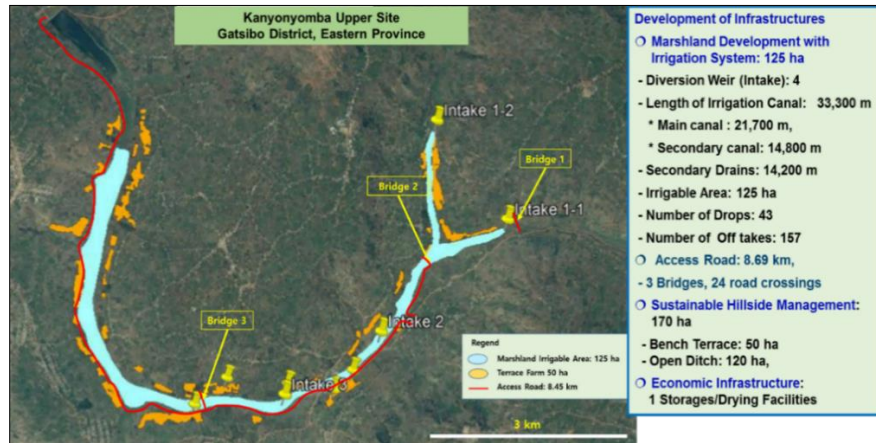 Kanyonyomba Upper Site
Gatsibo District, Eastern Province
Intake 1-2
Bridge 1
Bridge 2
Intake 1-1
Intake 2
Bridge 3
Intake 3
Regend
Marshland Irrigable Area: 125 ha
Terrace Farm 50 ha
Access Road: 8.45 km
3 km
Development of Infrastructures
Marshland Development with
Irrigation System: 125 ha
- Diversion Weir (Intake): 4
- Length of Irrigation Canal: 33,300 m
* Main canal : 21,700 m,
* Secondary canal: 14,800 m
- Secondary Drains: 14,200 m
- Irrigable Area: 125 ha
- Number of Drops: 43
- Number of Off takes: 157
Access Road: 8.69 km,
- 3 Bridges, 24 road crossings
Sustainable Hillside Management:
170 ha
- Bench Terrace: 50 ha
- Open Ditch: 120 ha,
Economic Infrastructure:
1 Storages/Drying Facilities